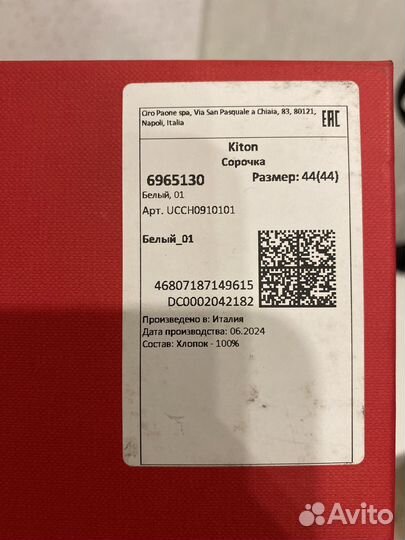 Ciro Paone spa, Via San Pasquale a Chiaia, 83, 80121,
Napoli, Italia
EAC
Kiton
Сорочка
6965130 Размер: 44(44)
Белый, 01
Арт. UCCH0910101
Белый_01
46807187149615
DC0002042182
Произведено в: Италия
Дата производства: 06.2024
Состав: Хлопок - 100%
Avito